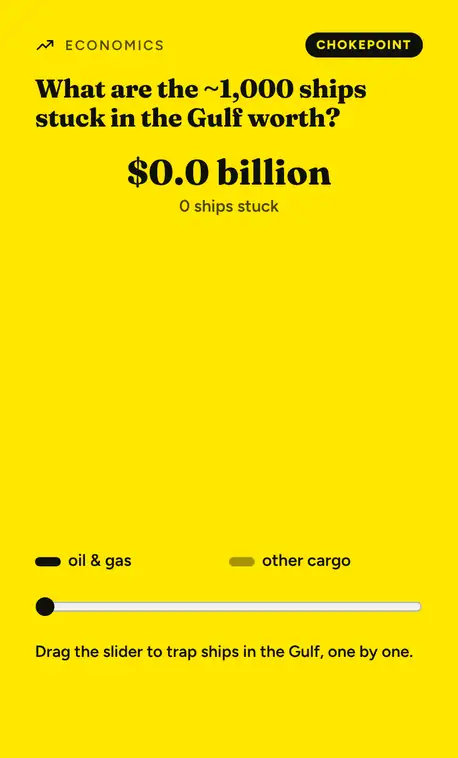 ECONOMICS
CHOKEPOINT
What are the ~1,000 ships
stuck in the Gulf worth?
$0.0 billion
0 ships stuck
oil & gas
other cargo
Drag the slider to trap ships in the Gulf, one by one.